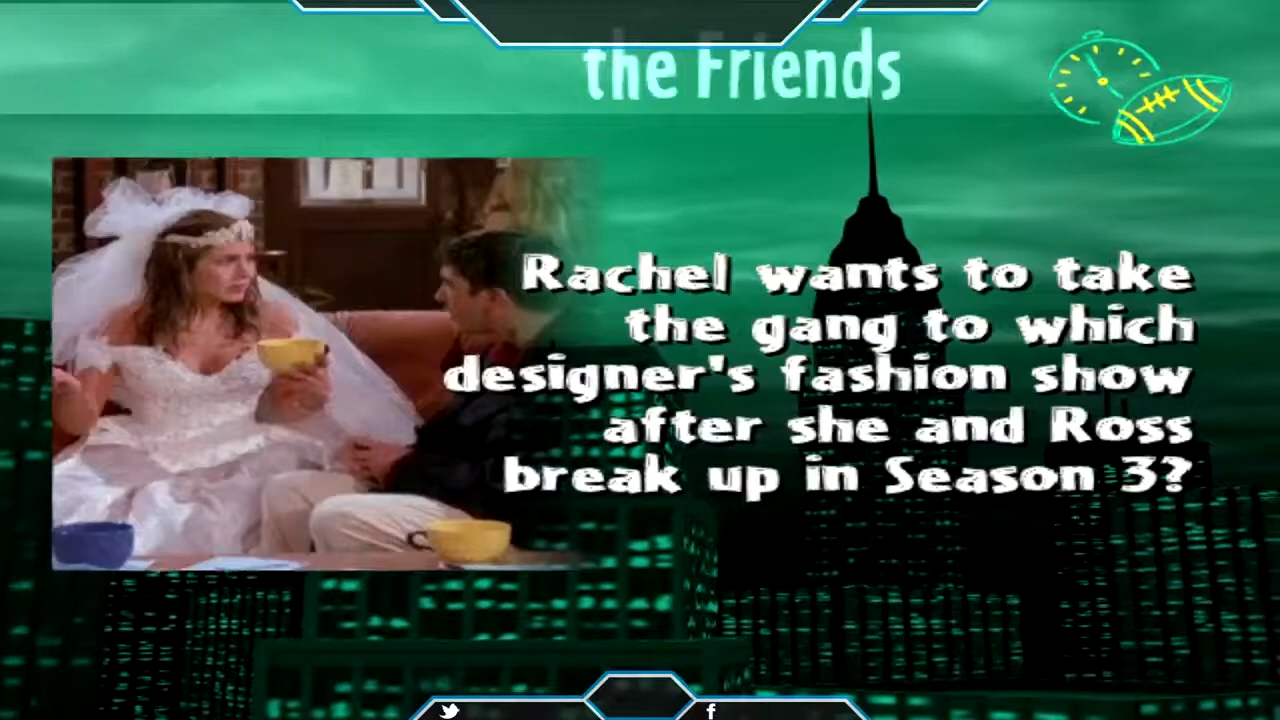 the Friends
Rachel wants to take
the gang to which
designer's fashion show
after she and Ross
break up in Season 3?
f